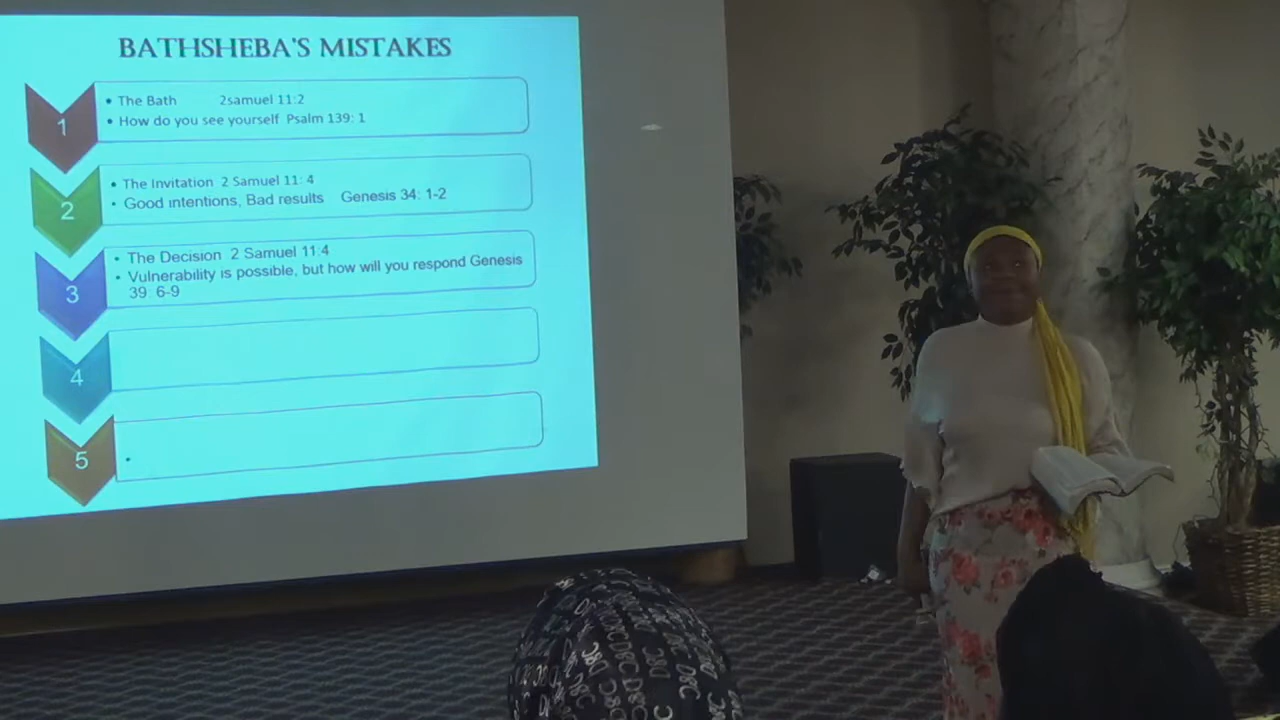 BATHSHEBA'S MISTAKES
1
• The Bath 2samuel 11:2
• How do you see yourself Psalm 139: 1
2
• The Invitation 2 Samuel 11: 4
• Good intentions, Bad results Genesis 34: 1-2
3
• The Decision 2 Samuel 11:4
• Vulnerability is possible, but how will you respond Genesis
39: 6-9
4
5
•